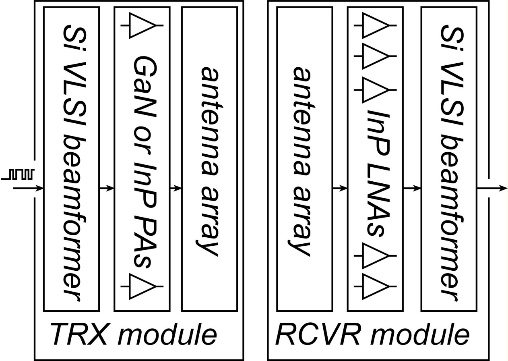 Si VLSI beamformer
GaN or InP PAs
antenna array
TRX module
antenna array
InP LNAs
Si VLSI beamformer
RCVR module